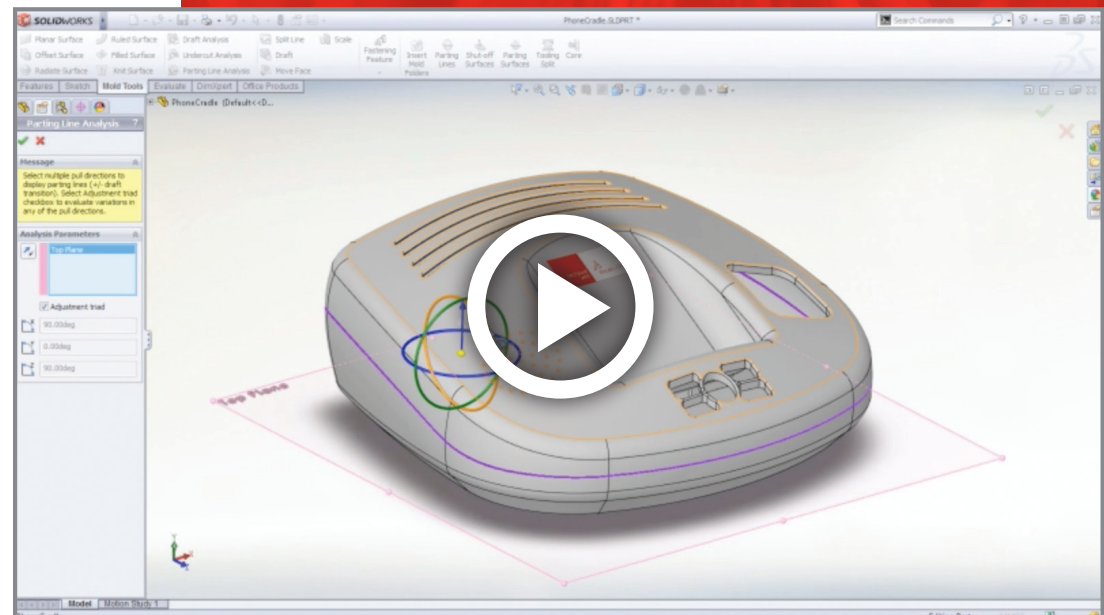 SOLIDWORKS
PhoneCradle.SLDPRT *
Search Commands
Planar Surface
Ruled Surface
Draft Analysis
Split Line
Scale
Offset Surface
Filled Surface
Undercut Analysis
Draft
Radiate Surface
Knit Surface
Parting Line Analysis
Move Face
Fastening Feature
Insert Mold Folders
Parting Lines
Shut-off Surfaces
Parting Surfaces
Tooling Split
Core
Features
Sketch
Mold Tools
Evaluate
DimXpert
Office Products
PhoneCradle (Default<<D...
Parting Line Analysis ?
Message
Select multiple pull directions to
display parting lines (+/- draft
transition). Select Adjustment triad
checkbox to evaluate variations in
any of the pull directions.
Analysis Parameters
Top Plane
Adjustment triad
90.00deg
0.00deg
90.00deg
Top Plane
Model
Motion Study 1